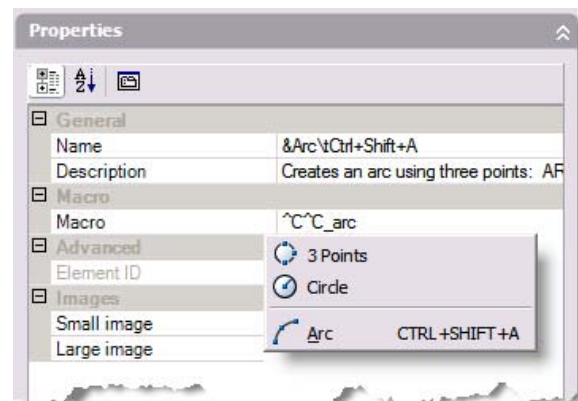 Properties
General
Name &Arc\tCtrl+Shift+A
Description Creates an arc using three points: AR
Macro
Macro ^C^C_arc
Advanced
Element ID
Images
Small image
Large image
3 Points
Circle
Arc CTRL+SHIFT+A